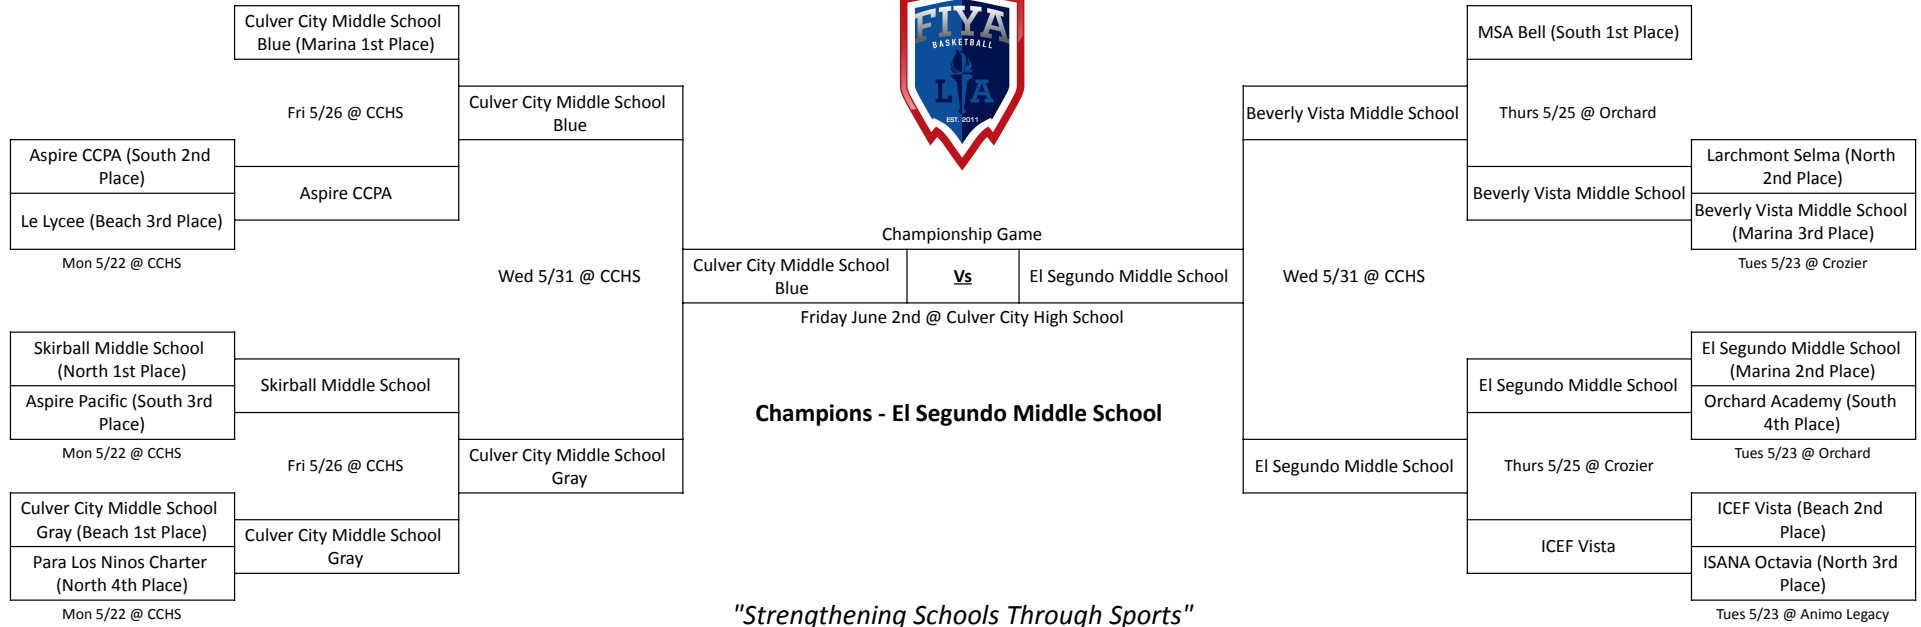 Culver City Middle School
Blue (Marina 1st Place)
Fri 5/26 @ CCHS
Culver City Middle School
Blue
Aspire CCPA (South 2nd
Place)
Aspire CCPA
Le Lycee (Beach 3rd Place)
Mon 5/22 @ CCHS
Wed 5/31 @ CCHS
Skirball Middle School
(North 1st Place)
Skirball Middle School
Aspire Pacific (South 3rd
Place)
Mon 5/22 @ CCHS
Fri 5/26 @ CCHS
Culver City Middle School
Gray
Culver City Middle School
Gray (Beach 1st Place)
Culver City Middle School
Gray
Para Los Ninos Charter
(North 4th Place)
Mon 5/22 @ CCHS
FIYA
BASKETBALL
LA
EST. 2011
Championship Game
Culver City Middle School
Blue
Vs
El Segundo Middle School
Friday June 2nd @ Culver City High School
Champions - El Segundo Middle School
"Strengthening Schools Through Sports"
MSA Bell (South 1st Place)
Beverly Vista Middle School
Thurs 5/25 @ Orchard
Larchmont Selma (North
2nd Place)
Beverly Vista Middle School
Beverly Vista Middle School
(Marina 3rd Place)
Tues 5/23 @ Crozier
Wed 5/31 @ CCHS
El Segundo Middle School
(Marina 2nd Place)
El Segundo Middle School
Orchard Academy (South
4th Place)
Tues 5/23 @ Orchard
El Segundo Middle School
Thurs 5/25 @ Crozier
ICEF Vista (Beach 2nd
Place)
ICEF Vista
ISANA Octavia (North 3rd
Place)
Tues 5/23 @ Animo Legacy